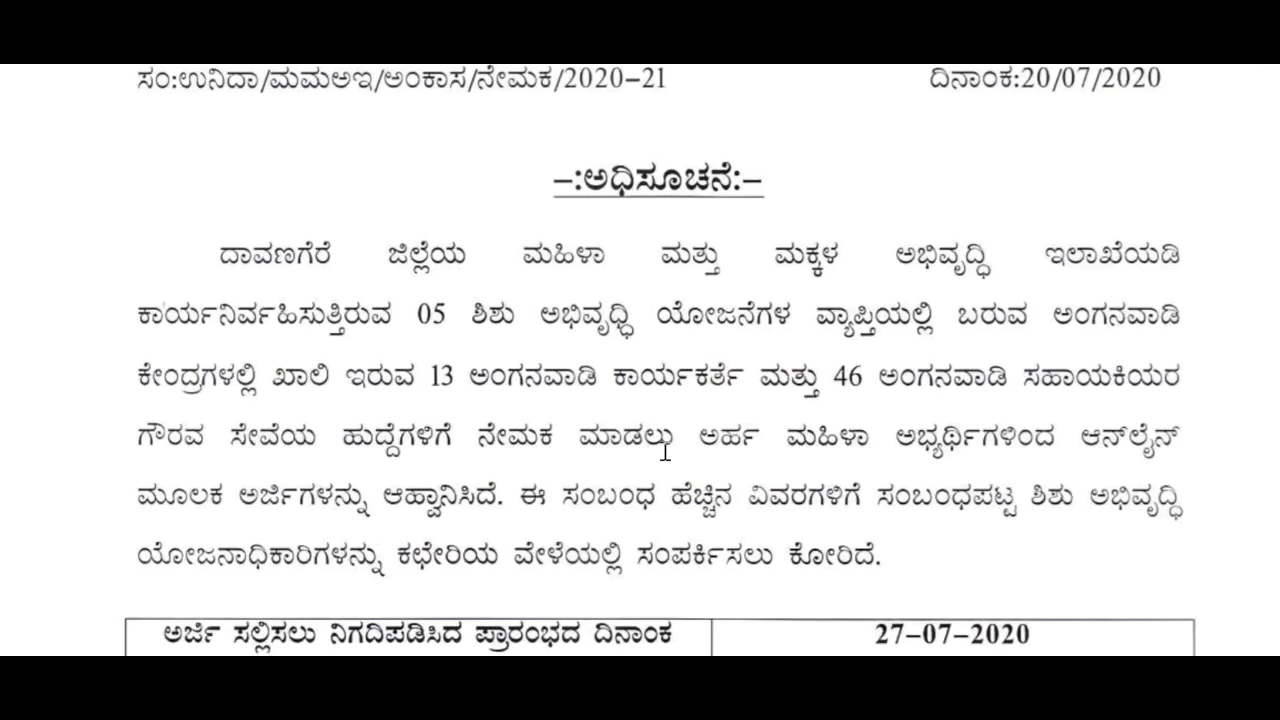 ಸಂ:ಉನಿದಾ/ಮಮಅಇ/ಅಂಕಾಸ/ನೇಮಕ/2020–21 ದಿನಾಂಕ:20/07/2020
–:ಅಧಿಸೂಚನೆ:–
ದಾವಣಗೆರೆ ಜಿಲ್ಲೆಯ ಮಹಿಳಾ ಮತ್ತು ಮಕ್ಕಳ ಅಭಿವೃದ್ಧಿ ಇಲಾಖೆಯಡಿ
ಕಾರ್ಯನಿರ್ವಹಿಸುತ್ತಿರುವ 05 ಶಿಶು ಅಭಿವೃದ್ಧಿ ಯೋಜನೆಗಳ ವ್ಯಾಪ್ತಿಯಲ್ಲಿ ಬರುವ ಅಂಗನವಾಡಿ
ಕೇಂದ್ರಗಳಲ್ಲಿ ಖಾಲಿ ಇರುವ 13 ಅಂಗನವಾಡಿ ಕಾರ್ಯಕರ್ತೆ ಮತ್ತು 46 ಅಂಗನವಾಡಿ ಸಹಾಯಕಿಯರ
ಗೌರವ ಸೇವೆಯ ಹುದ್ದೆಗಳಿಗೆ ನೇಮಕ ಮಾಡಲು ಅರ್ಹ ಮಹಿಳಾ ಅಭ್ಯರ್ಥಿಗಳಿಂದ ಆನ್‌ಲೈನ್
ಮೂಲಕ ಅರ್ಜಿಗಳನ್ನು ಆಹ್ವಾನಿಸಿದೆ. ಈ ಸಂಬಂಧ ಹೆಚ್ಚಿನ ವಿವರಗಳಿಗೆ ಸಂಬಂಧಪಟ್ಟ ಶಿಶು ಅಭಿವೃದ್ಧಿ
ಯೋಜನಾಧಿಕಾರಿಗಳನ್ನು ಕಛೇರಿಯ ವೇಳೆಯಲ್ಲಿ ಸಂಪರ್ಕಿಸಲು ಕೋರಿದೆ.
ಅರ್ಜಿ ಸಲ್ಲಿಸಲು ನಿಗದಿಪಡಿಸಿದ ಪ್ರಾರಂಭದ ದಿನಾಂಕ 27–07–2020